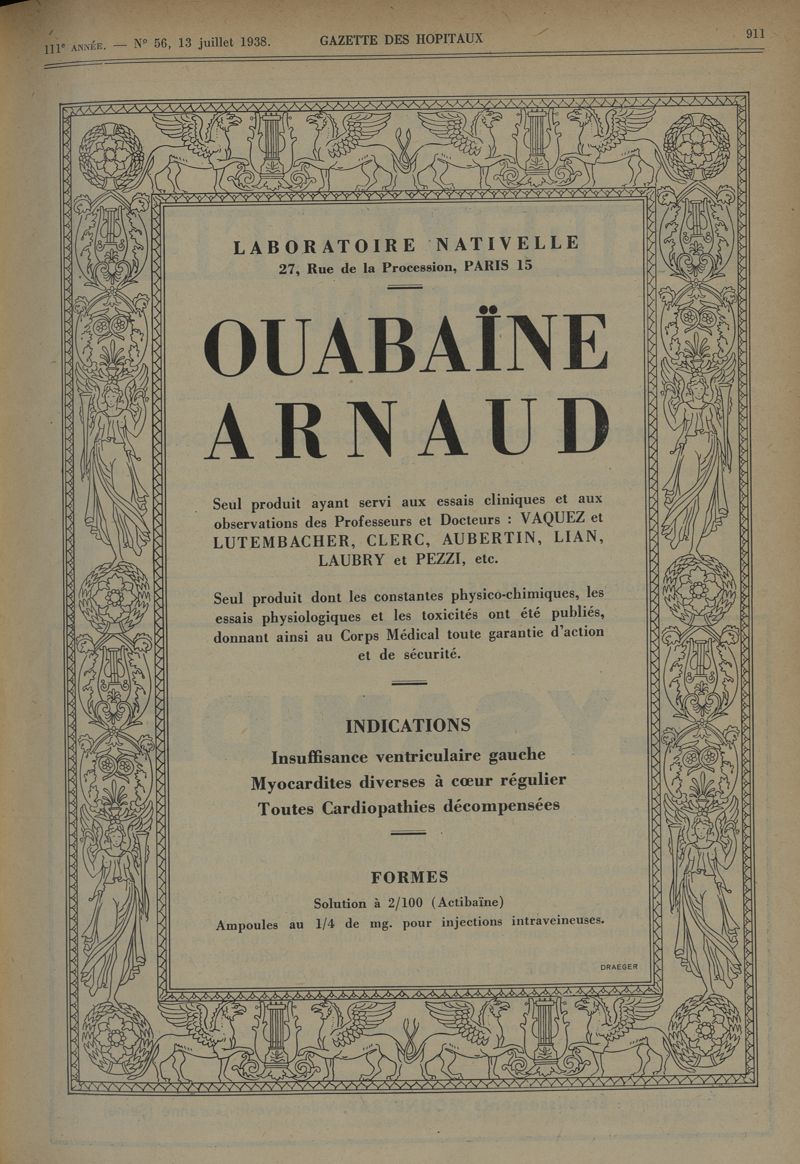 111e ANNÉE. — N° 56, 13 juillet 1938. GAZETTE DES HOPITAUX 911
LABORATOIRE NATIVELLE
27, Rue de la Procession, PARIS 15
OUABAÏNE
ARNAUD
Seul produit ayant servi aux essais cliniques et aux
observations des Professeurs et Docteurs : VAQUEZ et
LUTEMBACHER, CLERC, AUBERTIN, LIAN,
LAUBRY et PEZZI, etc.
Seul produit dont les constantes physico-chimiques, les
essais physiologiques et les toxicités ont été publiés,
donnant ainsi au Corps Médical toute garantie d'action
et de sécurité.
INDICATIONS
Insuffisance ventriculaire gauche
Myocardites diverses à cœur régulier
Toutes Cardiopathies décompensées
FORMES
Solution à 2/100 (Actibaïne)
Ampoules au 1/4 de mg. pour injections intraveineuses.
DRAEGER